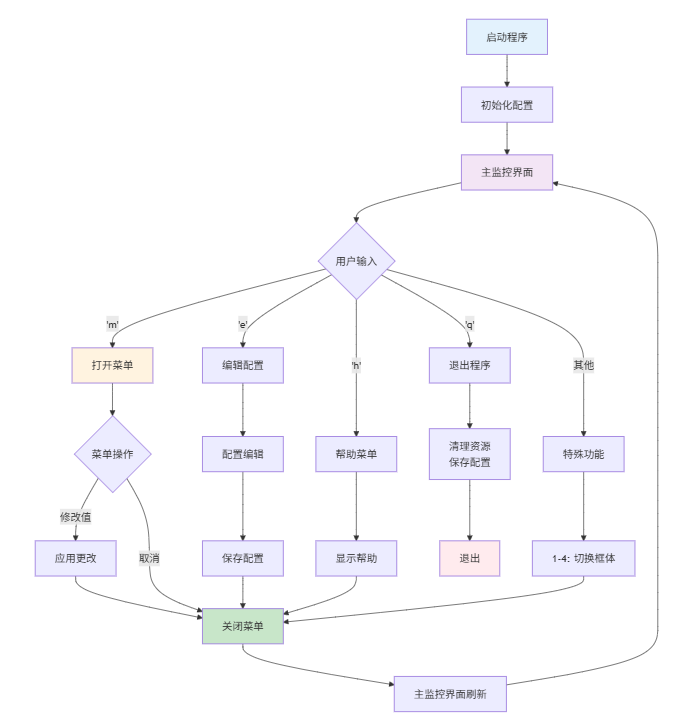 启动程序
初始化配置
主监控界面
用户输入
'm'
'e'
'h'
'q'
其他
打开菜单
编辑配置
退出程序
菜单操作
配置编辑
帮助菜单
清理资源
保存配置
特殊功能
修改值
取消
应用更改
保存配置
显示帮助
退出
1-4: 切换框体
关闭菜单
主监控界面刷新